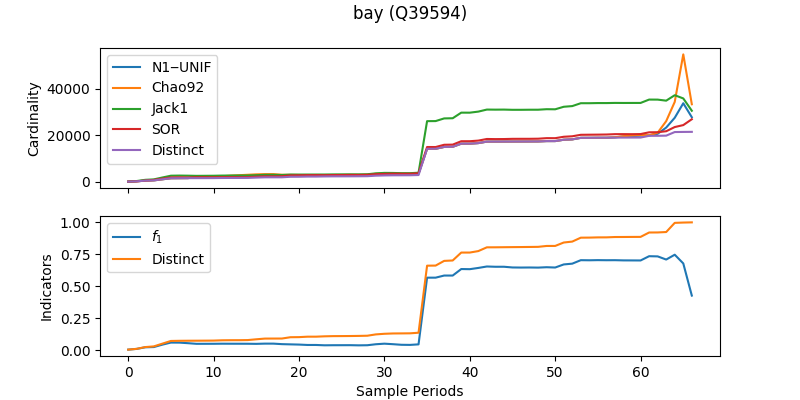 bay (Q39594)
Cardinality
40000
20000
0
N1−UNIF
Chao92
Jack1
SOR
Distinct
Indicators
1.00
0.75
0.50
0.25
0.00
f₁
Distinct
0 10 20 30 40 50 60
Sample Periods